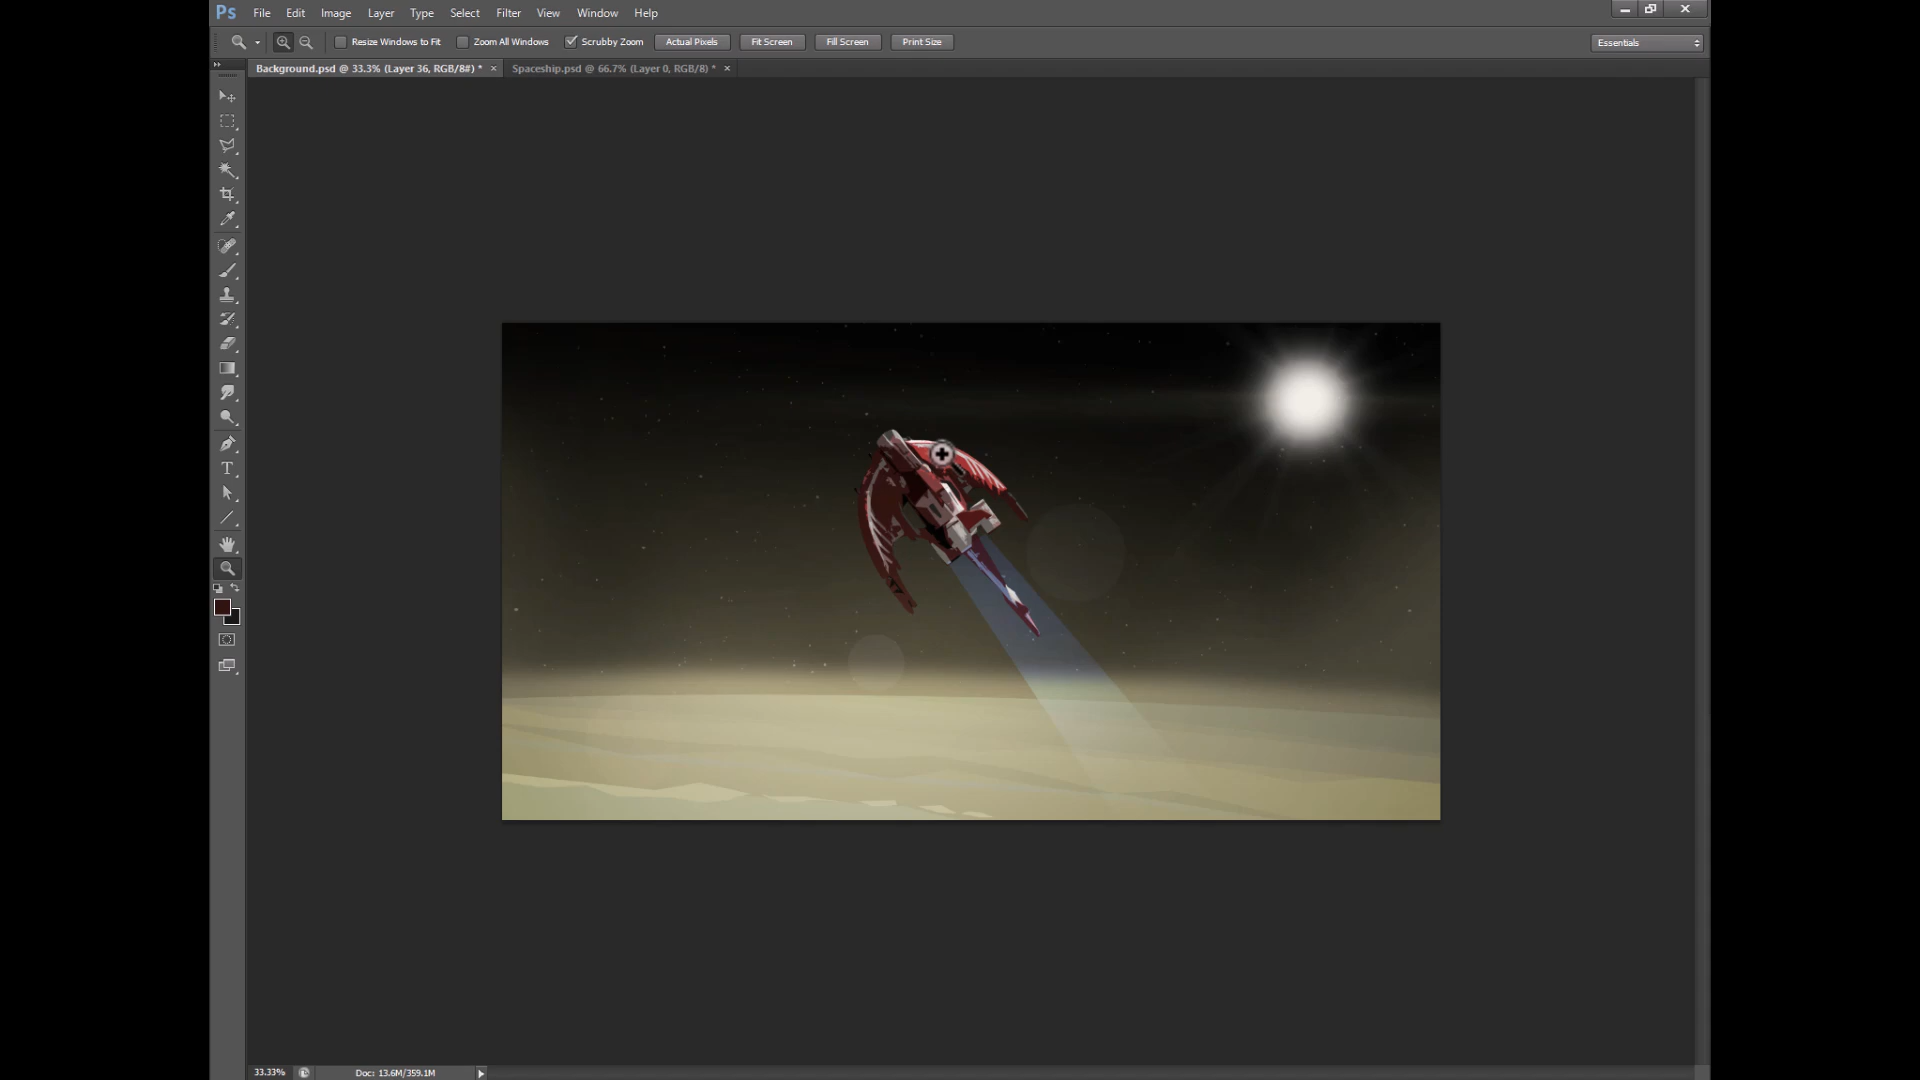 Ps File Edit Image Layer Type Select Filter View Window Help
Resize Windows to Fit Zoom All Windows Scrubby Zoom Actual Pixels Fit Screen Fill Screen Print Size Essentials
Background.psd @ 33.3% (Layer 36, RGB/8#) * Spaceship.psd @ 66.7% (Layer 0, RGB/8) *
T
33.33% Doc: 13.6M/359.1M